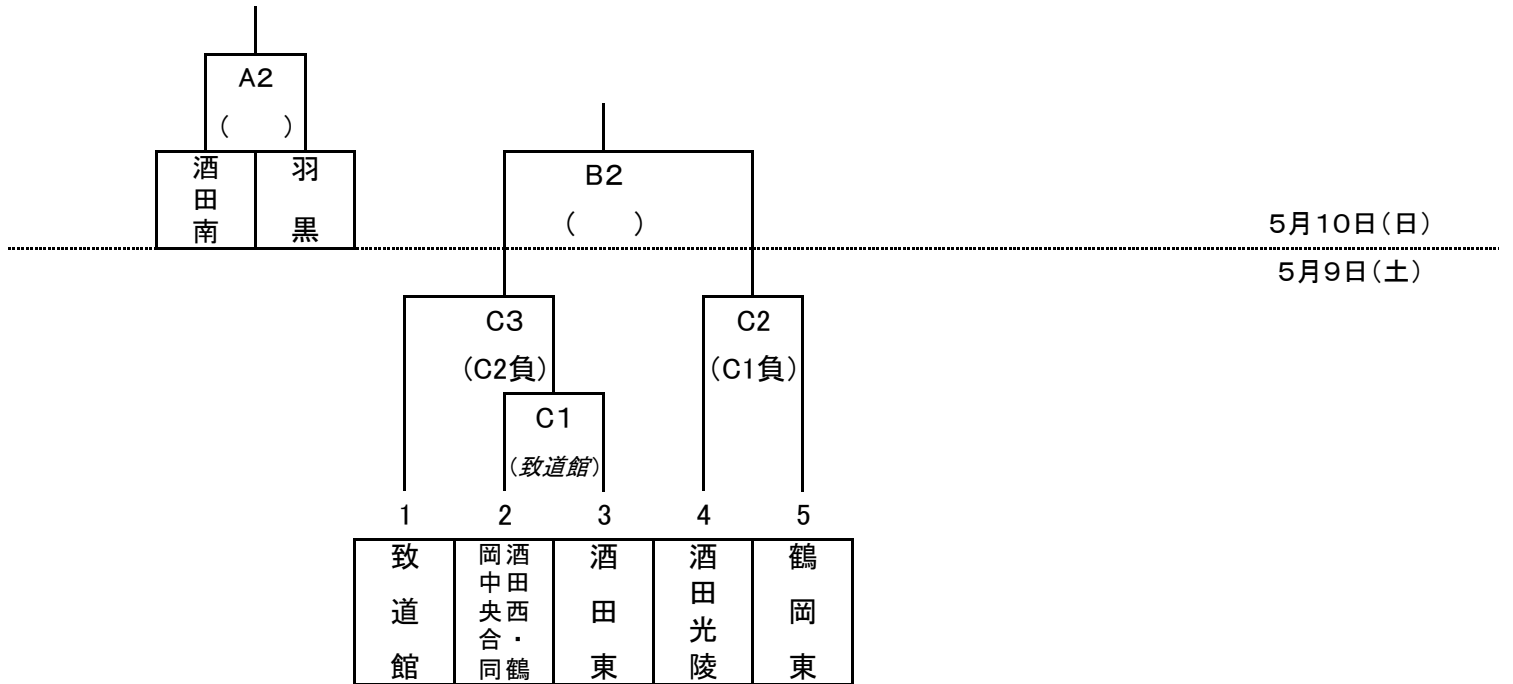 A2
(　　)
酒田南
羽黒
B2
(　　)
5月10日(日)
5月9日(土)
C3
(C2負)
C2
(C1負)
C1
(致道館)
1
2
3
4
5
致道館
酒田西・鶴
岡中央合同
酒田東
酒田光陵
鶴岡東